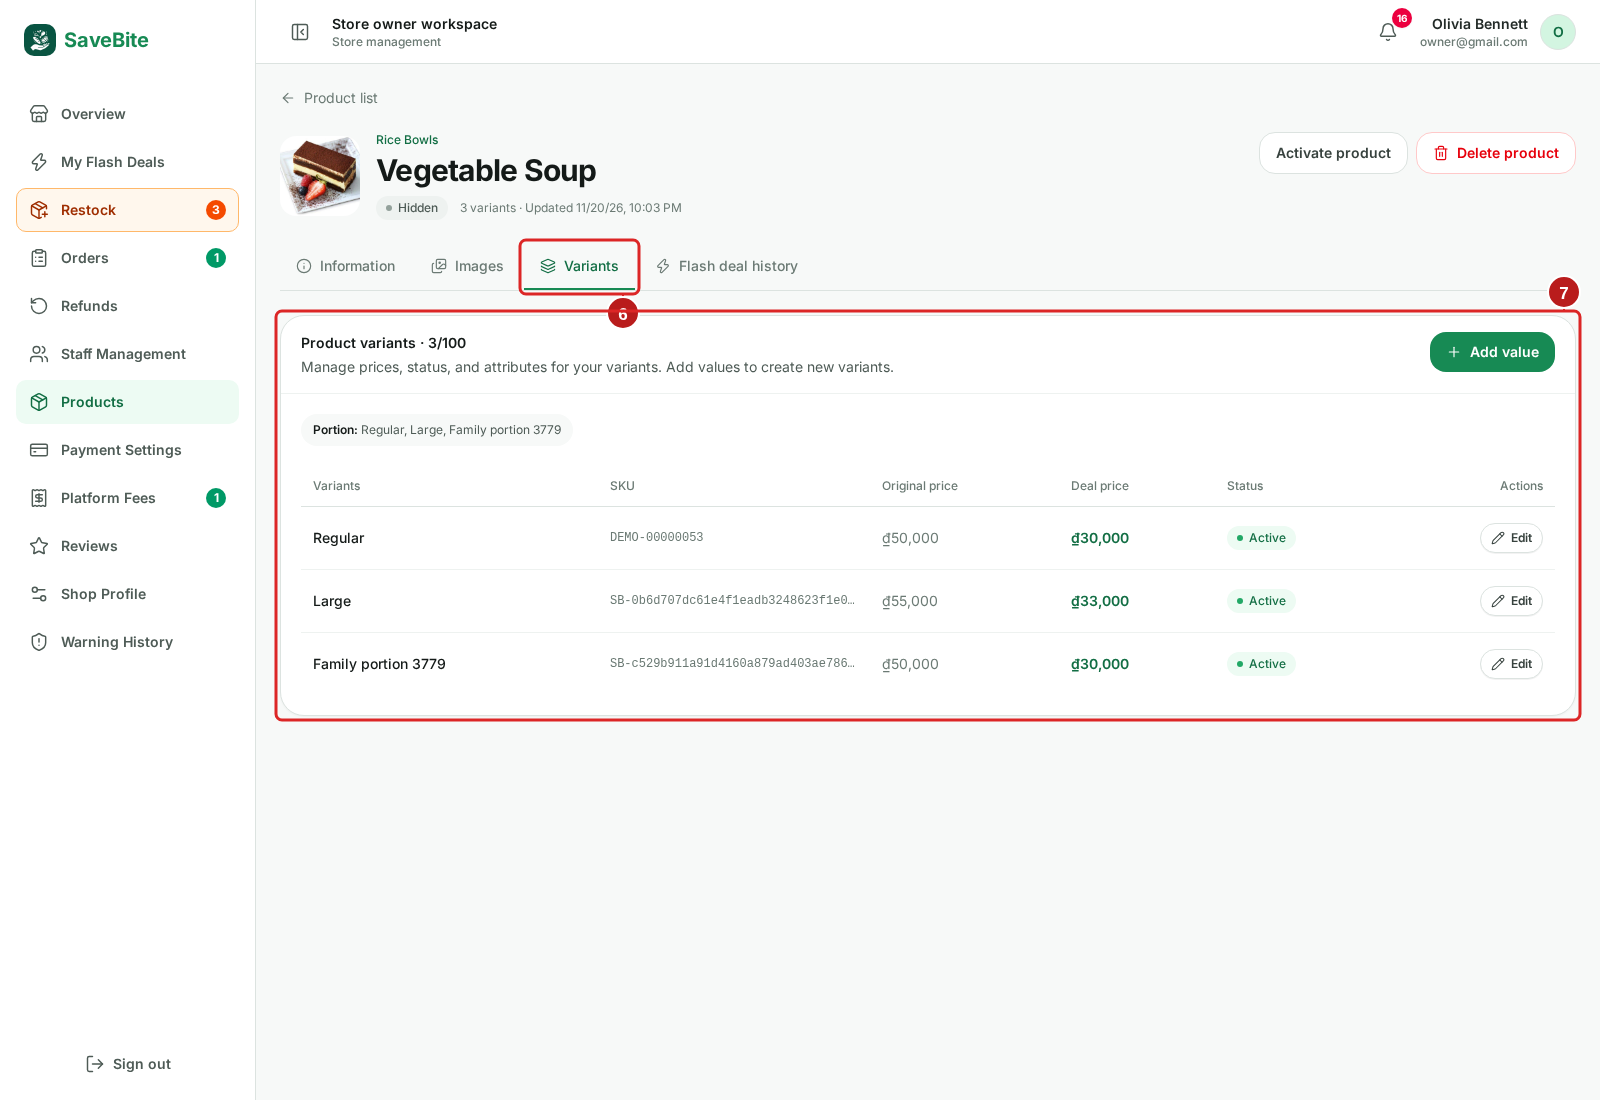 SaveBite
Store owner workspace
Store management
16
Olivia Bennett
owner@gmail.com
O
Overview
My Flash Deals
Restock 3
Orders 1
Refunds
Staff Management
Products
Payment Settings
Platform Fees 1
Reviews
Shop Profile
Warning History
Sign out
Product list
Rice Bowls
Vegetable Soup
Hidden 3 variants · Updated 11/20/26, 10:03 PM
Activate product Delete product
Information Images Variants Flash deal history
6
7
Product variants · 3/100
Manage prices, status, and attributes for your variants. Add values to create new variants.
+ Add value
Portion: Regular, Large, Family portion 3779
Variants SKU Original price Deal price Status Actions
Regular DEMO-00000053 ₫50,000 ₫30,000 Active Edit
Large SB-0b6d707dc61e4f1eadb3248623f1e0… ₫55,000 ₫33,000 Active Edit
Family portion 3779 SB-c529b911a91d4160a879ad403ae786… ₫50,000 ₫30,000 Active Edit